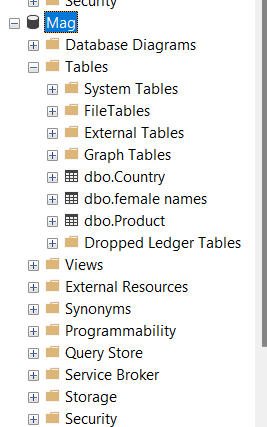 Security
Mag
Database Diagrams
Tables
System Tables
FileTables
External Tables
Graph Tables
dbo.Country
dbo.female names
dbo.Product
Dropped Ledger Tables
Views
External Resources
Synonyms
Programmability
Query Store
Service Broker
Storage
Security